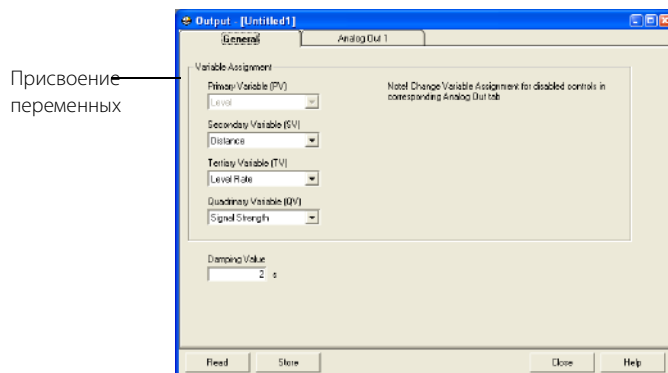 Output - [Untitled1]
General
Analog Out 1
Присвоение
переменных
Variable Assignment
Primary Variable (PV)
Level
Note! Change Variable Assignment for disabled controls in
corresponding Analog Out tab
Secondary Variable (SV)
Distance
Tertiary Variable (TV)
Level Rate
Quadrinary Variable (QV)
Signal Strength
Damping Value
2 s
Read
Store
Close
Help